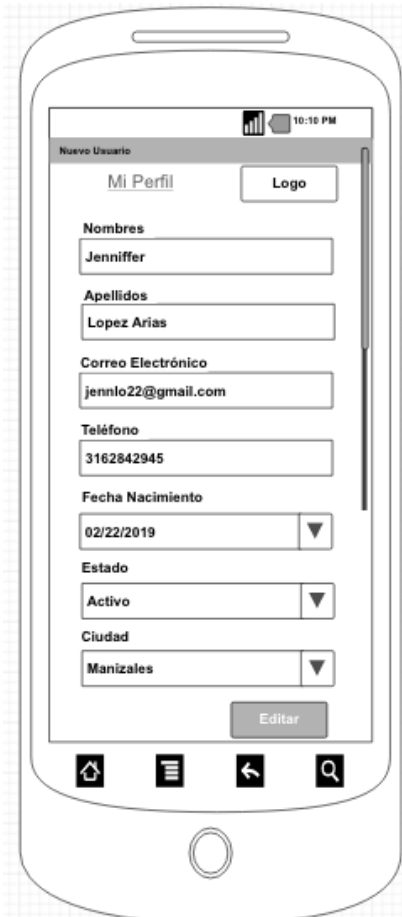 10:10 PM
Nuevo Usuario
Mi Perfil
Logo
Nombres
Jenniffer
Apellidos
Lopez Arias
Correo Electrónico
jennlo22@gmail.com
Teléfono
3162842945
Fecha Nacimiento
02/22/2019
Estado
Activo
Ciudad
Manizales
Editar